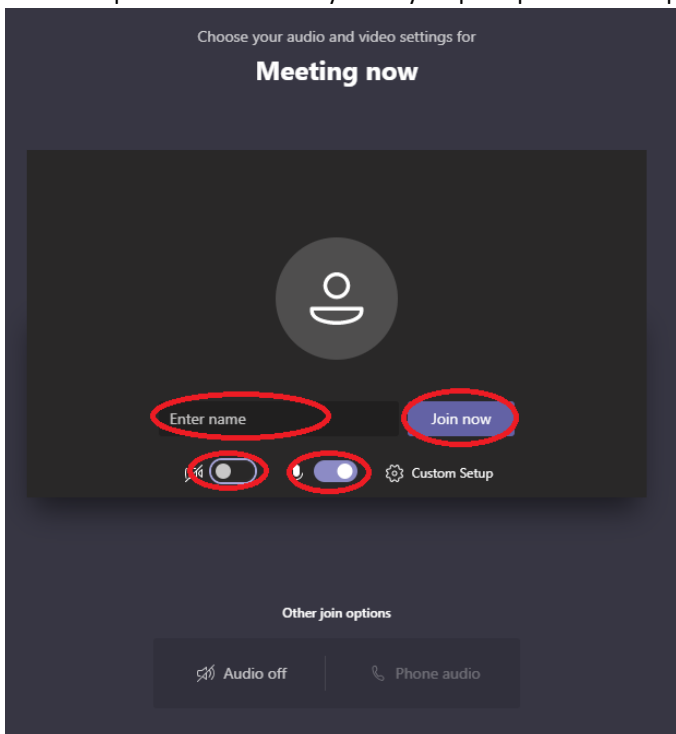 Choose your audio and video settings for
Meeting now
Enter name
Join now
Custom Setup
Other join options
Audio off
Phone audio